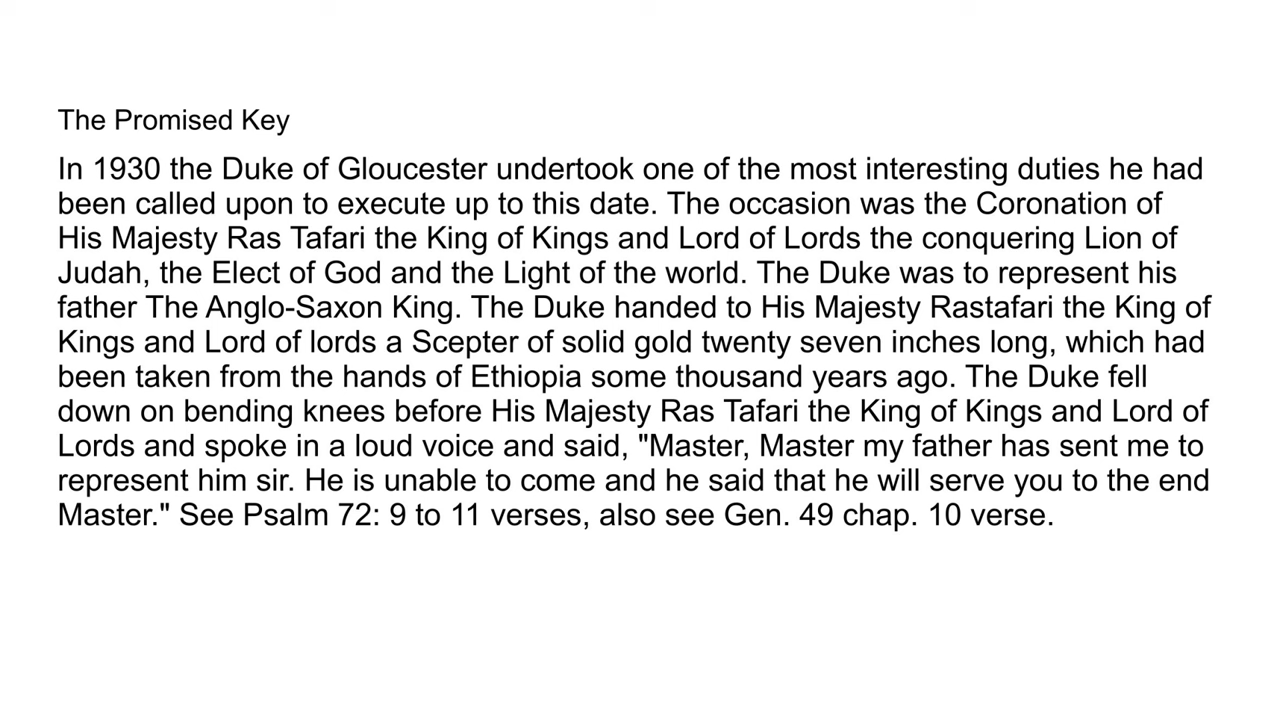 The Promised Key
In 1930 the Duke of Gloucester undertook one of the most interesting duties he had
been called upon to execute up to this date. The occasion was the Coronation of
His Majesty Ras Tafari the King of Kings and Lord of Lords the conquering Lion of
Judah, the Elect of God and the Light of the world. The Duke was to represent his
father The Anglo-Saxon King. The Duke handed to His Majesty Rastafari the King of
Kings and Lord of lords a Scepter of solid gold twenty seven inches long, which had
been taken from the hands of Ethiopia some thousand years ago. The Duke fell
down on bending knees before His Majesty Ras Tafari the King of Kings and Lord of
Lords and spoke in a loud voice and said, "Master, Master my father has sent me to
represent him sir. He is unable to come and he said that he will serve you to the end
Master." See Psalm 72: 9 to 11 verses, also see Gen. 49 chap. 10 verse.